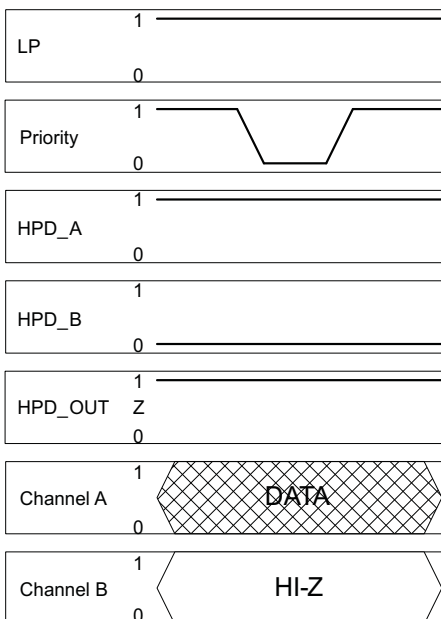 1
LP
0
1
Priority
0
1
HPD_A
0
1
HPD_B
0
1
HPD_OUT Z
0
1
Channel A DATA
0
1
Channel B HI-Z
0